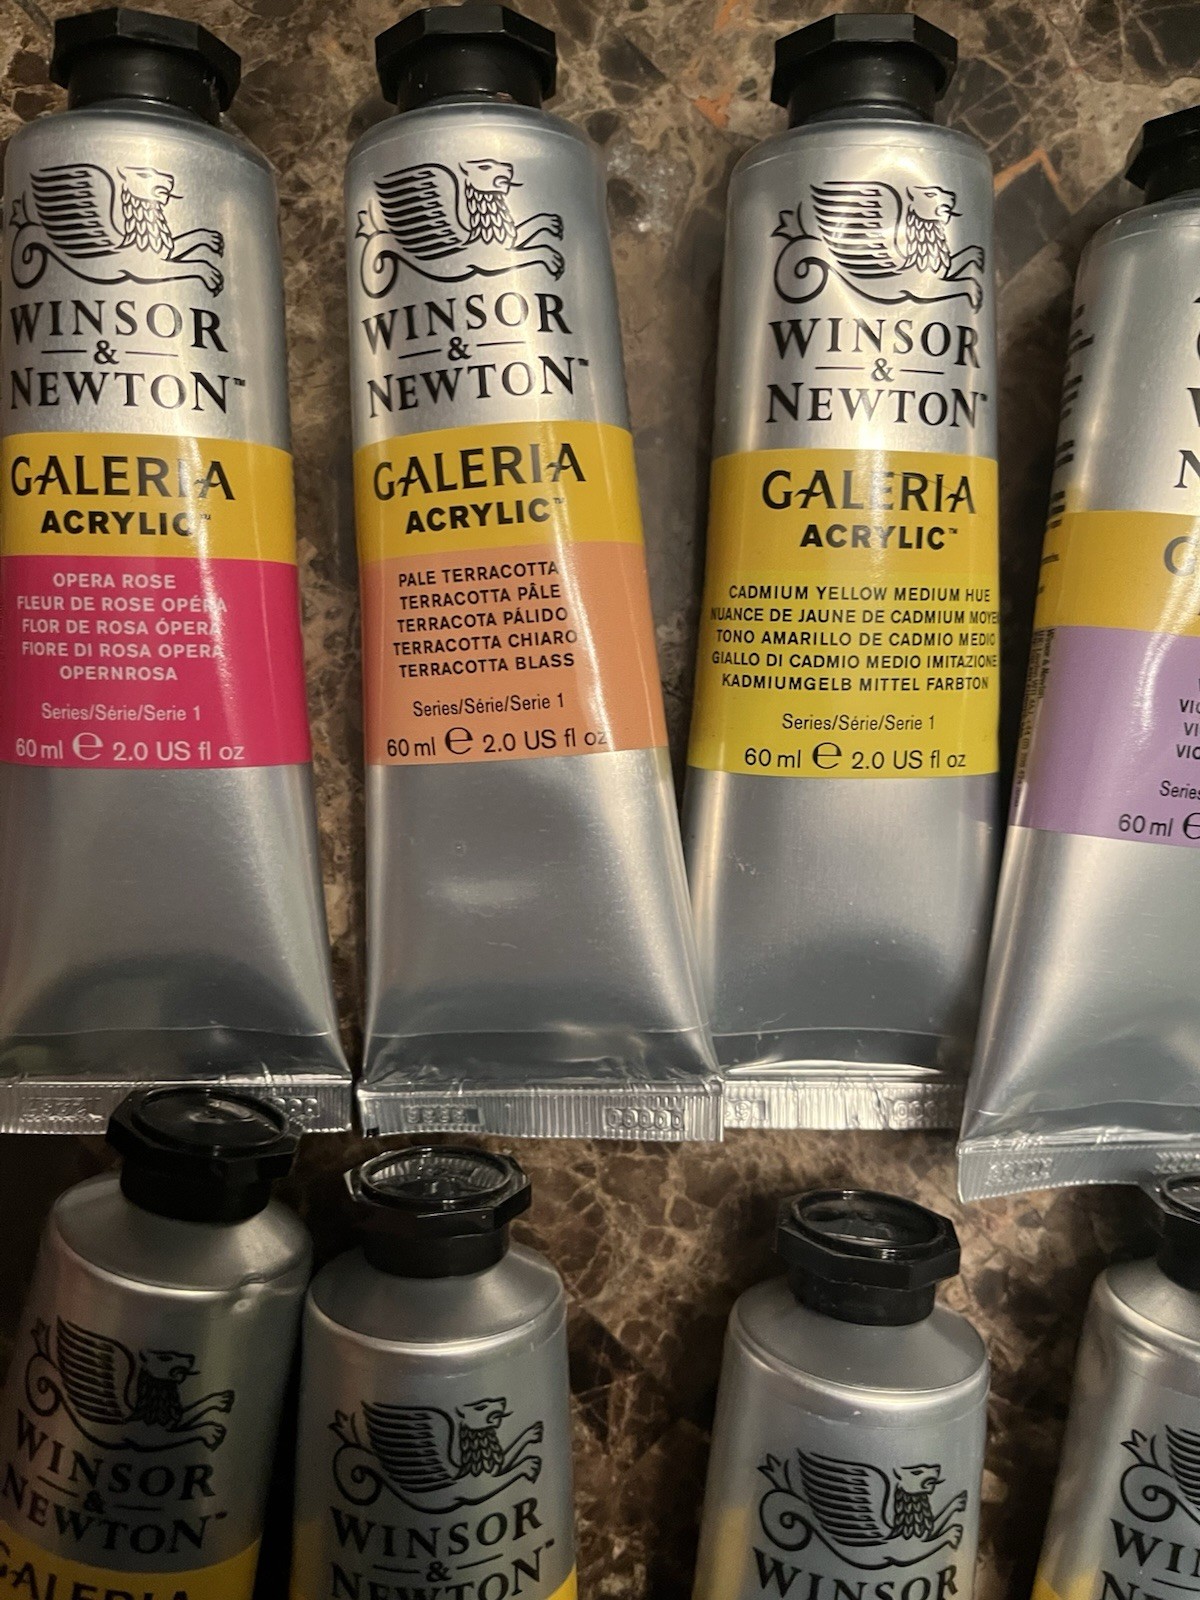 WINSOR
&
NEWTON™
GALERIA
ACRYLIC™
OPERA ROSE
FLEUR DE ROSE OPÉRA
FLOR DE ROSA ÓPERA
FIORE DI ROSA OPERA
OPERNROSA
Series/Série/Serie 1
60 ml ℮ 2.0 US fl oz
WINSOR
&
NEWTON™
GALERIA
ACRYLIC™
PALE TERRACOTTA
TERRACOTTA PÂLE
TERRACOTA PÁLIDO
TERRACOTTA CHIARO
TERRACOTTA BLASS
Series/Série/Serie 1
60 ml ℮ 2.0 US fl oz
WINSOR
&
NEWTON™
GALERIA
ACRYLIC™
CADMIUM YELLOW MEDIUM HUE
NUANCE DE JAUNE DE CADMIUM MOYEN
TONO AMARILLO DE CADMIO MEDIO
GIALLO DI CADMIO MEDIO IMITAZIONE
KADMIUMGELB MITTEL FARBTON
Series/Série/Serie 1
60 ml ℮ 2.0 US fl oz
Series
60 ml ℮
WINSOR
&
NEWTON™
GALERIA
WINSOR
&
NEWTON™
WINSOR
WINSOR